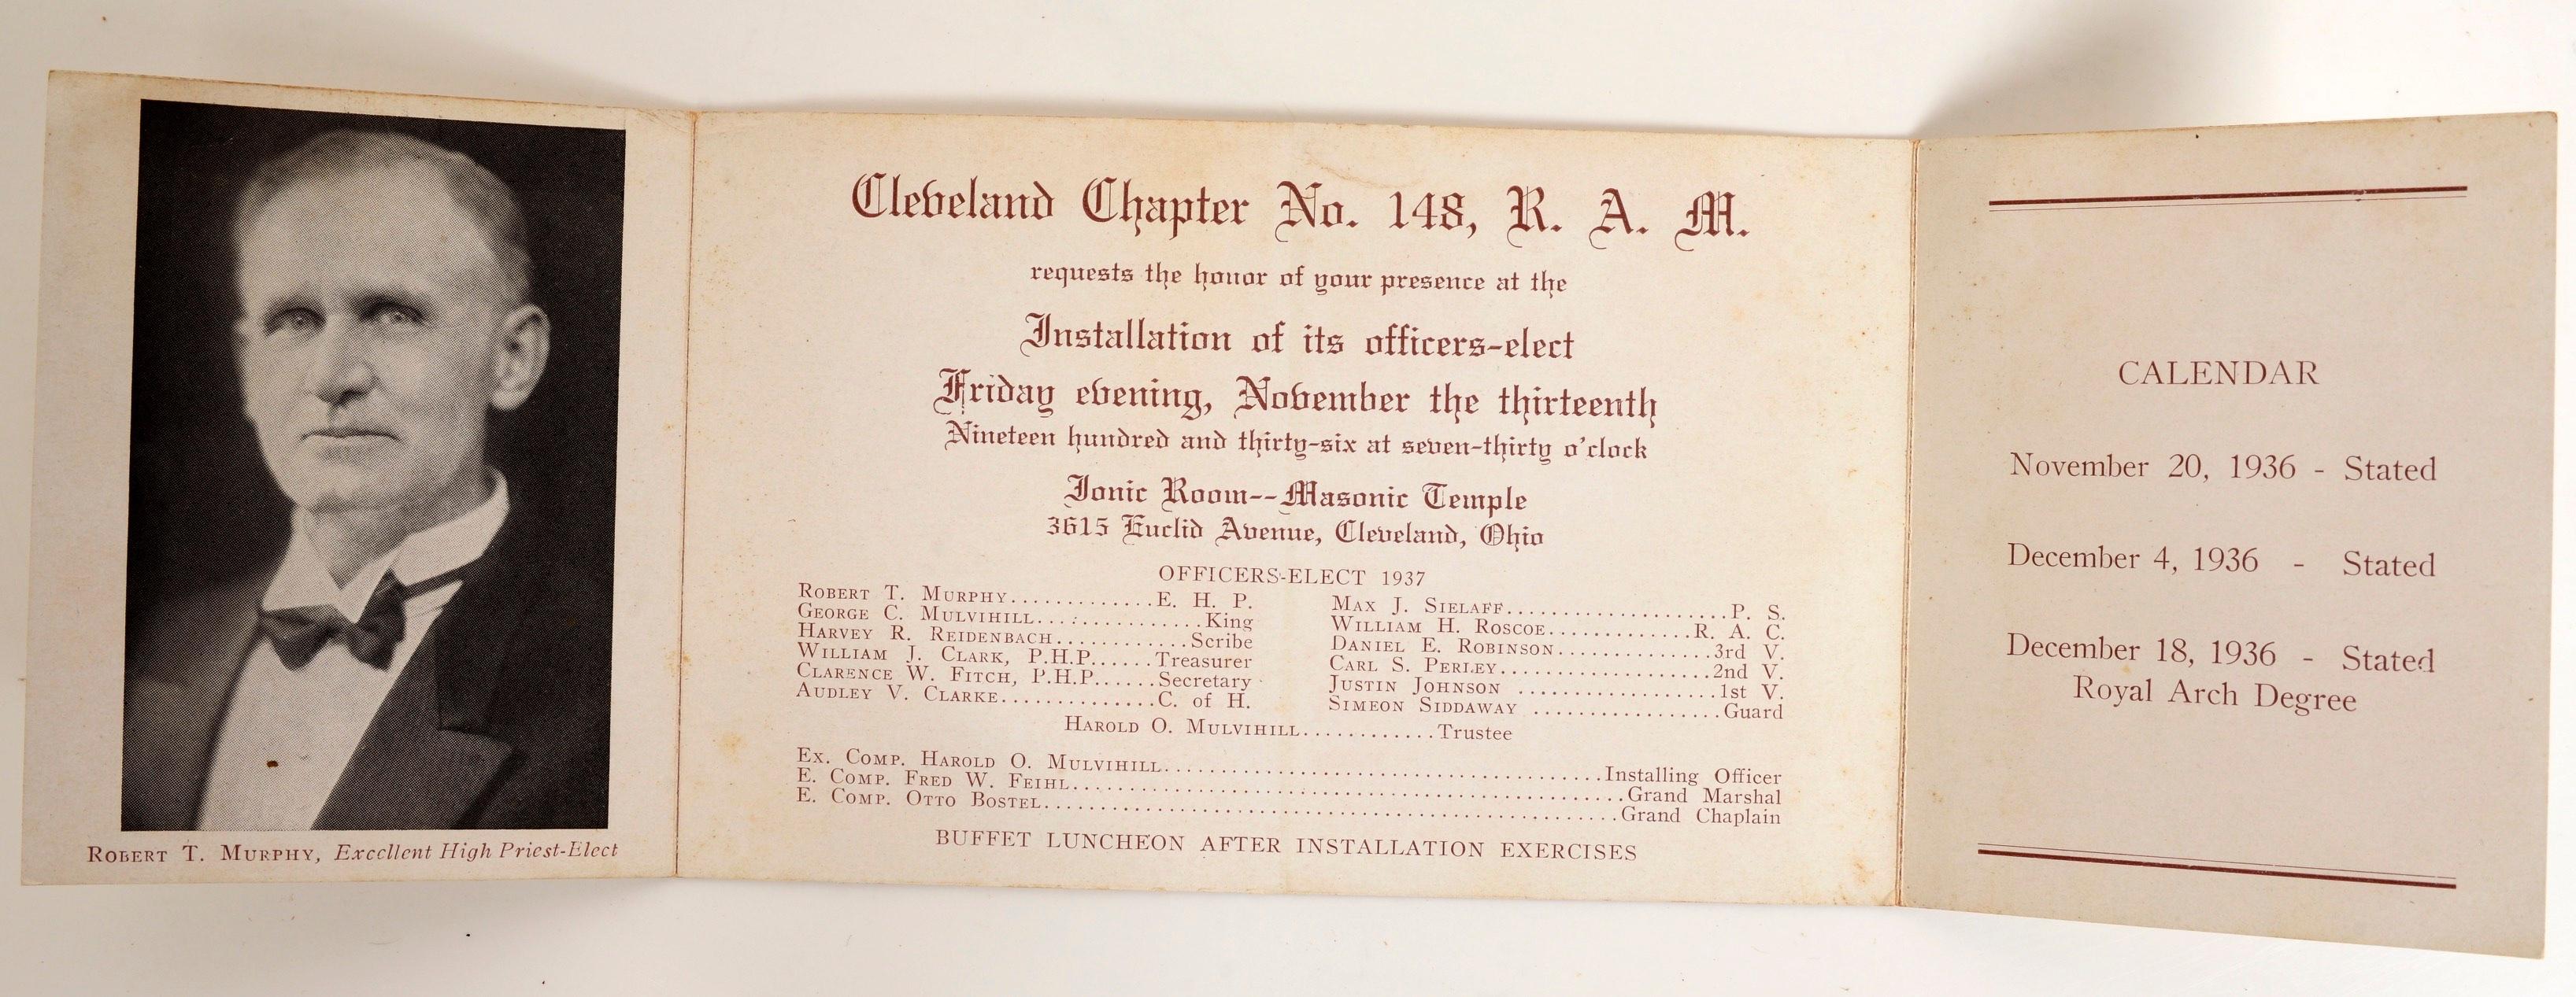 Robert T. Murphy, Excellent High Priest-Elect
Cleveland Chapter No. 148, R. A. M.
requests the honor of your presence at the
Installation of its officers-elect
Friday evening, November the thirteenth
Nineteen hundred and thirty-six at seven-thirty o'clock
Ionic Room--Masonic Temple
3615 Euclid Avenue, Cleveland, Ohio
OFFICERS-ELECT 1937
Robert T. Murphy.............E. H. P.
George C. Mulvihill...............King
Harvey R. Reidenbach............Scribe
William J. Clark, P.H.P......Treasurer
Clarence W. Fitch, P.H.P......Secretary
Audley V. Clarke..............C. of H.
Max J. Sielaff....................P. S.
William H. Roscoe.............R. A. C.
Daniel E. Robinson..............3rd V.
Carl S. Perley...................2nd V.
Justin Johnson ..................1st V.
Simeon Siddaway .................Guard
Harold O. Mulvihill............Trustee
Ex. Comp. Harold O. Mulvihill........................................Installing Officer
E. Comp. Fred W. Feihl..................................................Grand Marshal
E. Comp. Otto Bostel....................................................Grand Chaplain
BUFFET LUNCHEON AFTER INSTALLATION EXERCISES
CALENDAR
November 20, 1936 - Stated
December 4, 1936 - Stated
December 18, 1936 - Stated
Royal Arch Degree